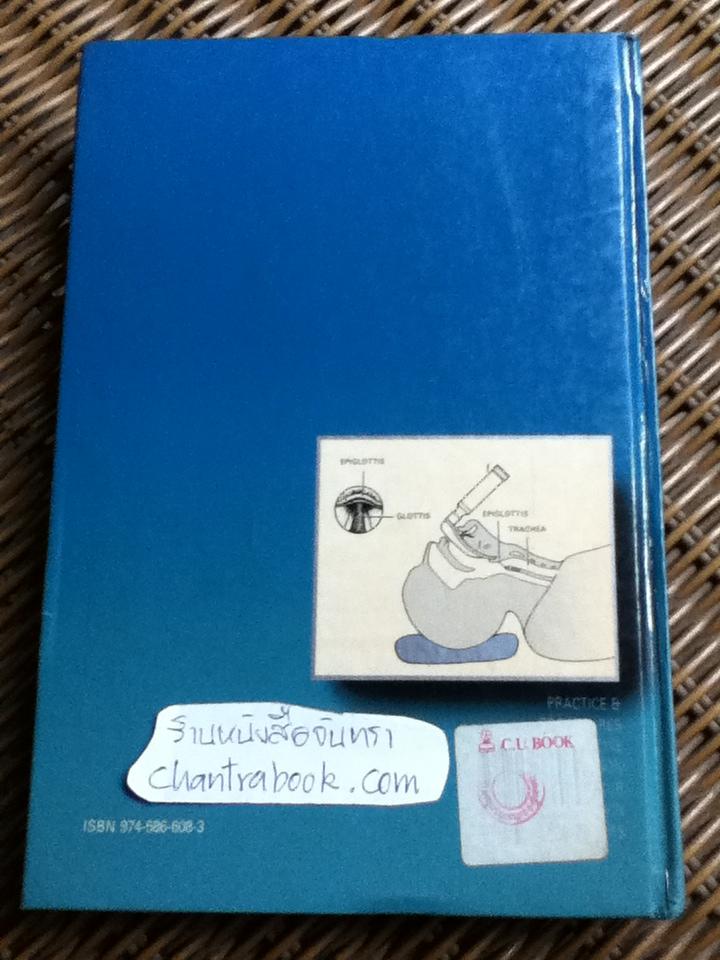 EPIGLOTTIS
GLOTTIS
EPIGLOTTIS
TRACHEA
PRACTICE &
ร้านหนังสือจันทรา
chantrabook.com
C.U. BOOK
ISBN 974-586-608-3